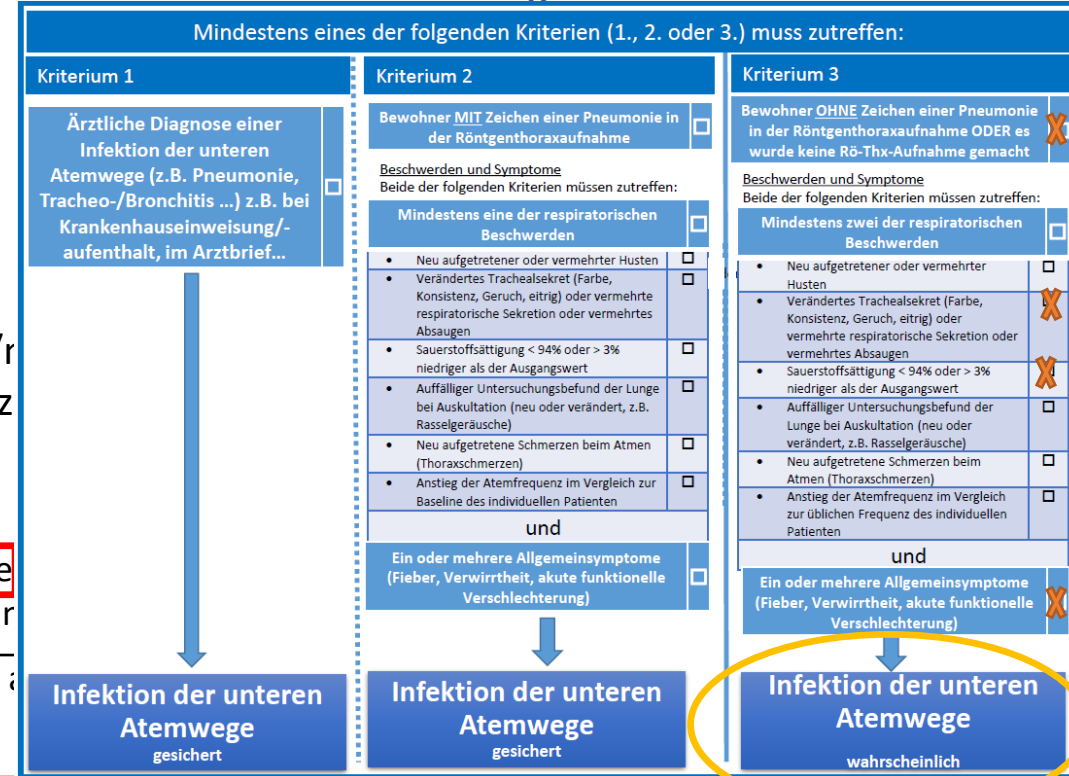 Mindestens eines der folgenden Kriterien (1., 2. oder 3.) muss zutreffen:
Kriterium 1
Ärztliche Diagnose einer
Infektion der unteren
Atemwege (z.B. Pneumonie,
Tracheo-/Bronchitis ...) z.B. bei
Krankenhauseinweisung/-
aufenthalt, im Arztbrief...
Infektion der unteren
Atemwege
gesichert
Kriterium 2
Bewohner MIT Zeichen einer Pneumonie in
der Röntgenthoraxaufnahme
Beschwerden und Symptome
Beide der folgenden Kriterien müssen zutreffen:
Mindestens eine der respiratorischen
Beschwerden
• Neu aufgetretener oder vermehrter Husten
• Verändertes Trachealsekret (Farbe,
Konsistenz, Geruch, eitrig) oder vermehrte
respiratorische Sekretion oder vermehrtes
Absaugen
• Sauerstoffsättigung < 94% oder > 3%
niedriger als der Ausgangswert
• Auffälliger Untersuchungsbefund der Lunge
bei Auskultation (neu oder verändert, z.B.
Rasselgeräusche)
• Neu aufgetretene Schmerzen beim Atmen
(Thoraxschmerzen)
• Anstieg der Atemfrequenz im Vergleich zur
Baseline des individuellen Patienten
und
Ein oder mehrere Allgemeinsymptome
(Fieber, Verwirrtheit, akute funktionelle
Verschlechterung)
Infektion der unteren
Atemwege
gesichert
Kriterium 3
Bewohner OHNE Zeichen einer Pneumonie
in der Röntgenthoraxaufnahme ODER es
wurde keine Rö-Thx-Aufnahme gemacht
Beschwerden und Symptome
Beide der folgenden Kriterien müssen zutreffen:
Mindestens zwei der respiratorischen
Beschwerden
• Neu aufgetretener oder vermehrter
Husten
• Verändertes Trachealsekret (Farbe,
Konsistenz, Geruch, eitrig) oder
vermehrte respiratorische Sekretion oder
vermehrtes Absaugen
• Sauerstoffsättigung < 94% oder > 3%
niedriger als der Ausgangswert
• Auffälliger Untersuchungsbefund der
Lunge bei Auskultation (neu oder
verändert, z.B. Rasselgeräusche)
• Neu aufgetretene Schmerzen beim
Atmen (Thoraxschmerzen)
• Anstieg der Atemfrequenz im Vergleich
zur üblichen Frequenz des individuellen
Patienten
und
Ein oder mehrere Allgemeinsymptome
(Fieber, Verwirrtheit, akute funktionelle
Verschlechterung)
Infektion der unteren
Atemwege
wahrscheinlich